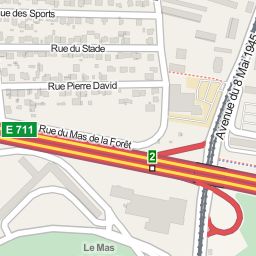 ue des Sports
Rue du Stade
Rue Pierre David
Avenue du 8 Mai 1945
E 711
Rue du Mas de la Forêt
2
Le Mas